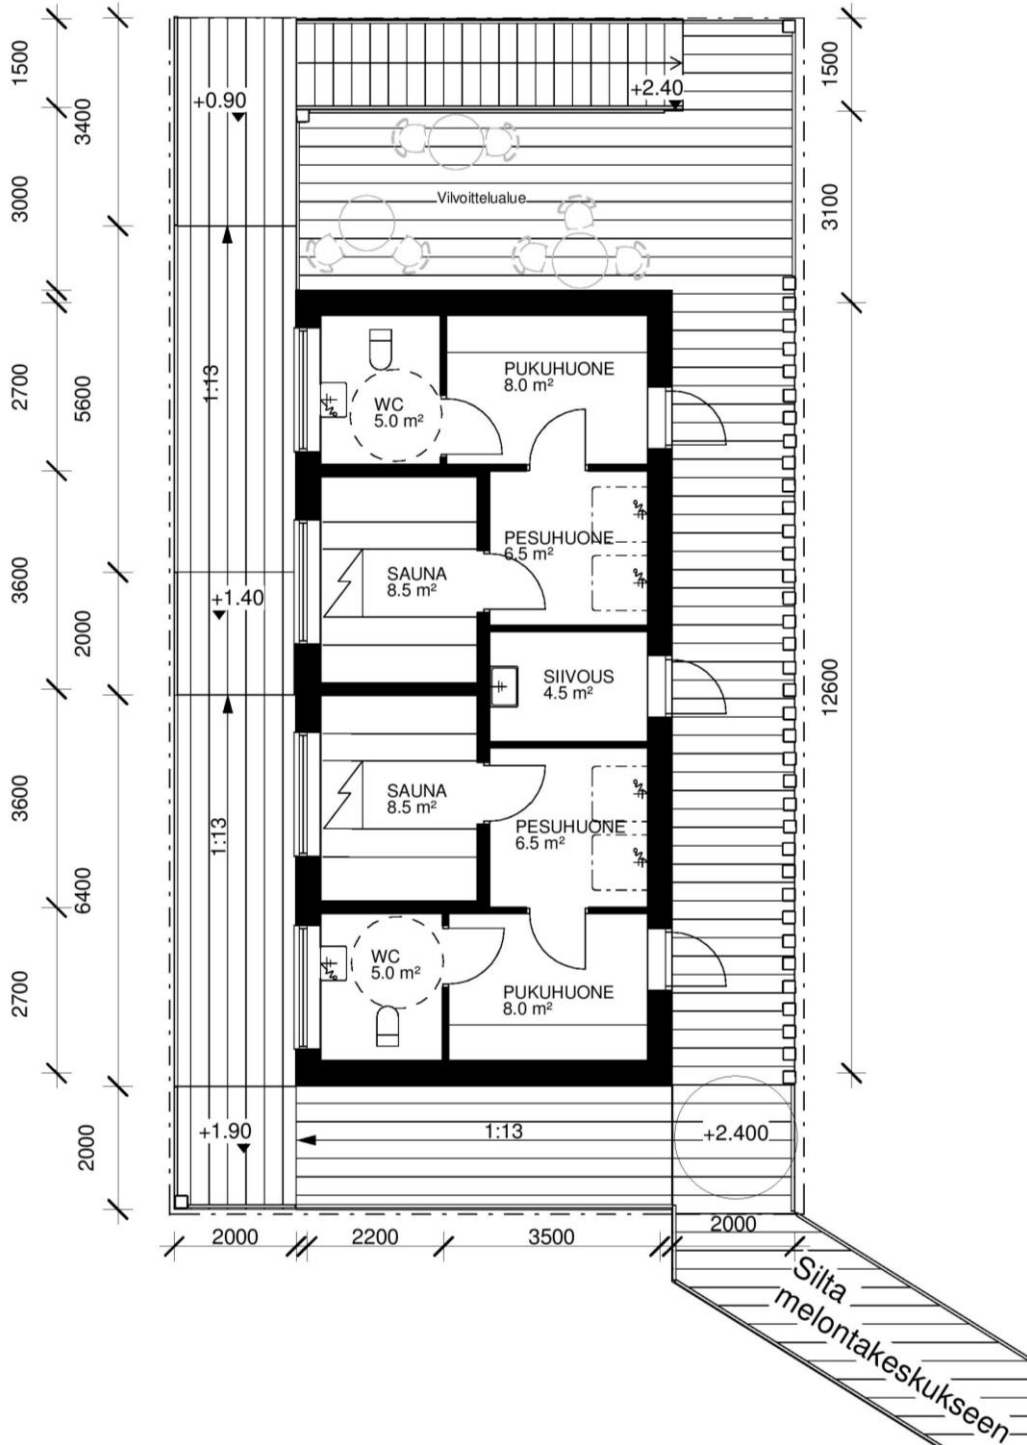 1500
3400
3000
2700
5600
3600
2000
3600
6400
2700
2000
+0.90
1:13
+1.40
1:13
+1.90
+2.40
Vilvoittelualue
1500
3100
12600
WC
5.0 m²
PUKUHUONE
8.0 m²
PESUHUONE
6.5 m²
SAUNA
8.5 m²
SIIVOUS
4.5 m²
SAUNA
8.5 m²
PESUHUONE
6.5 m²
WC
5.0 m²
PUKUHUONE
8.0 m²
1:13
+2.400
2000
2200
3500
2000
Silta
melontakeskukseen